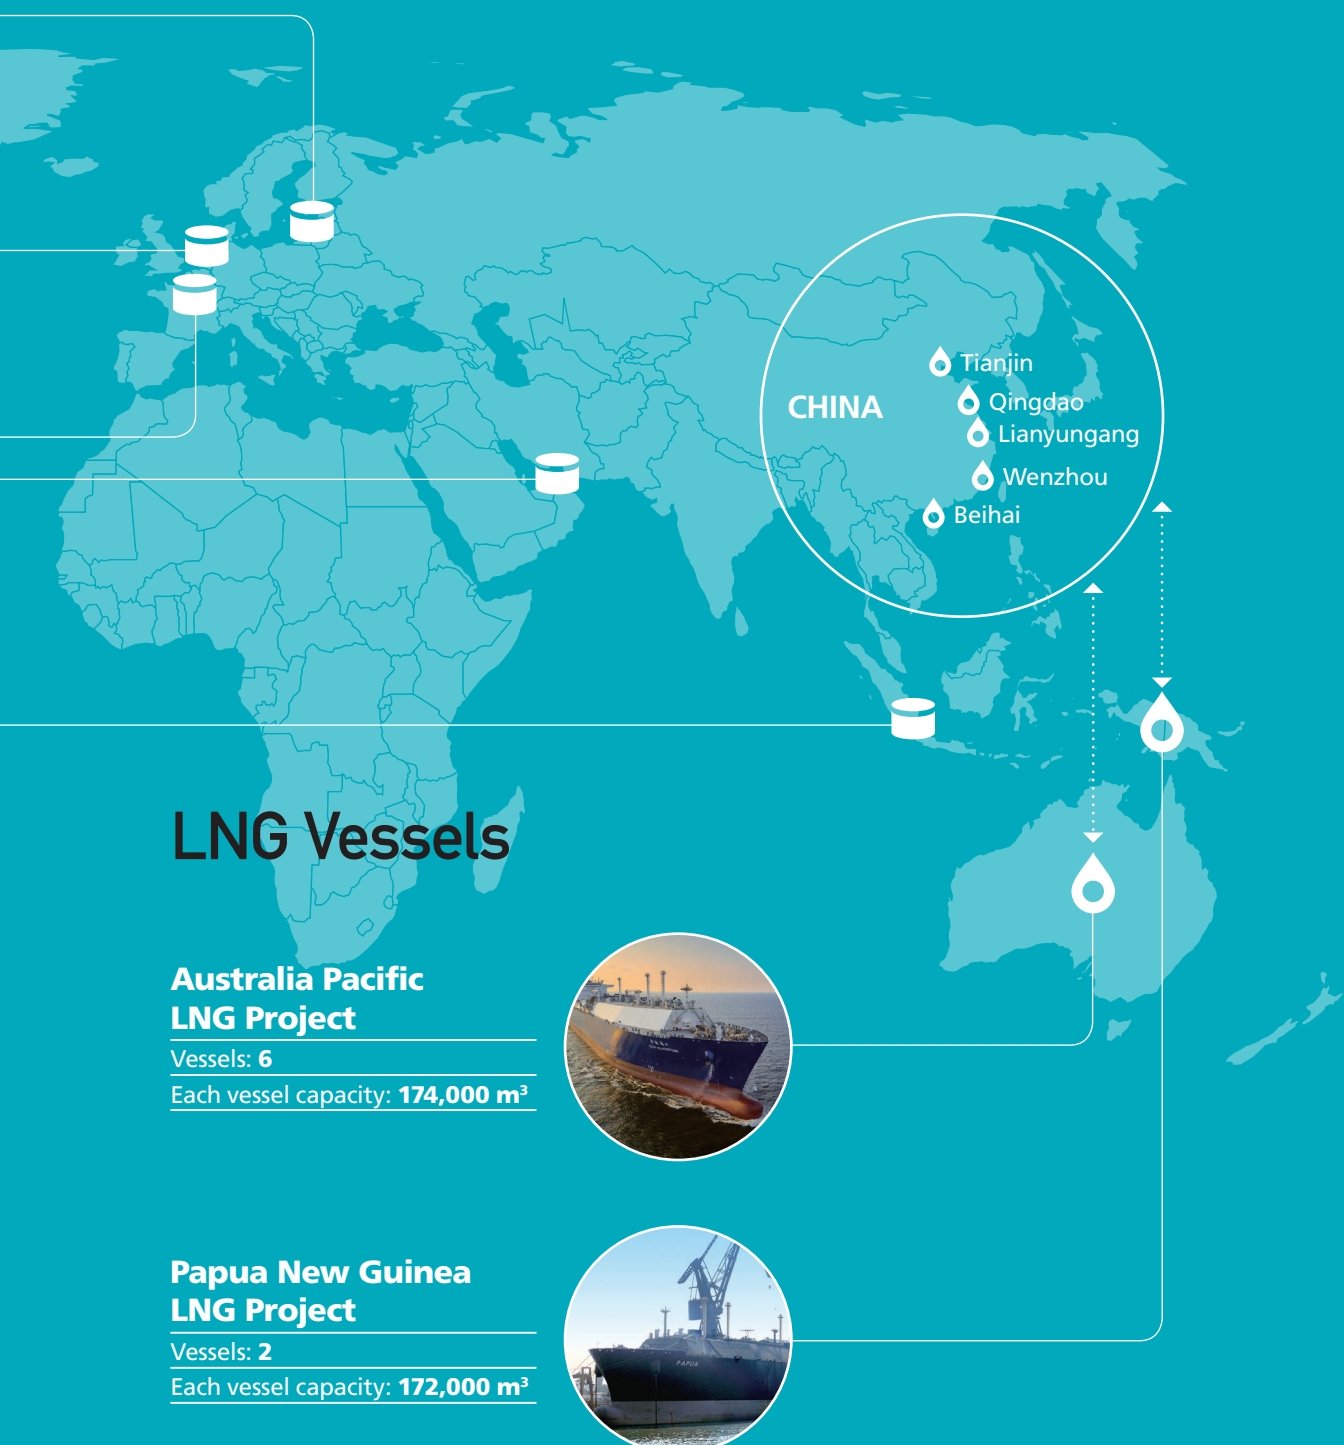 CHINA
Tianjin
Qingdao
Lianyungang
Wenzhou
Beihai
LNG Vessels
Australia Pacific
LNG Project
Vessels: 6
Each vessel capacity: 174,000 m³
Papua New Guinea
LNG Project
Vessels: 2
Each vessel capacity: 172,000 m³
PAPUA